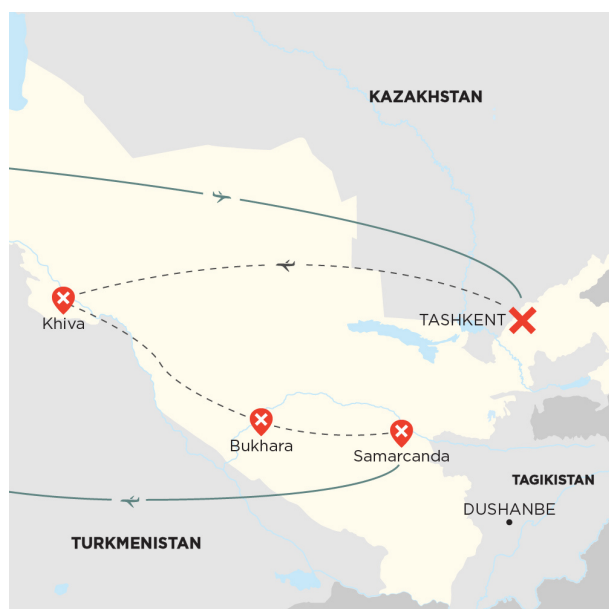 KAZAKHSTAN
TASHKENT
Khiva
Bukhara
Samarcanda
TAGIKISTAN
DUSHANBE
TURKMENISTAN